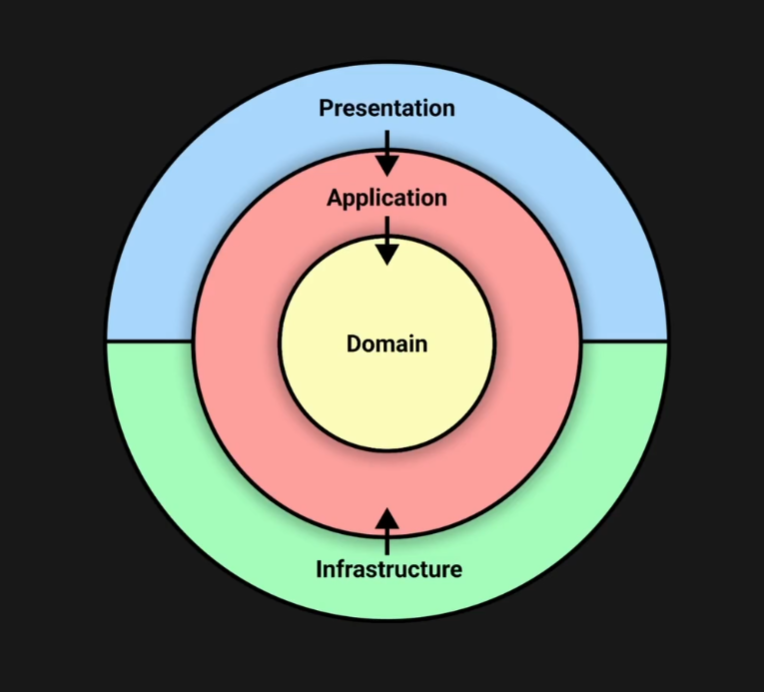 Presentation
Application
Domain
Infrastructure